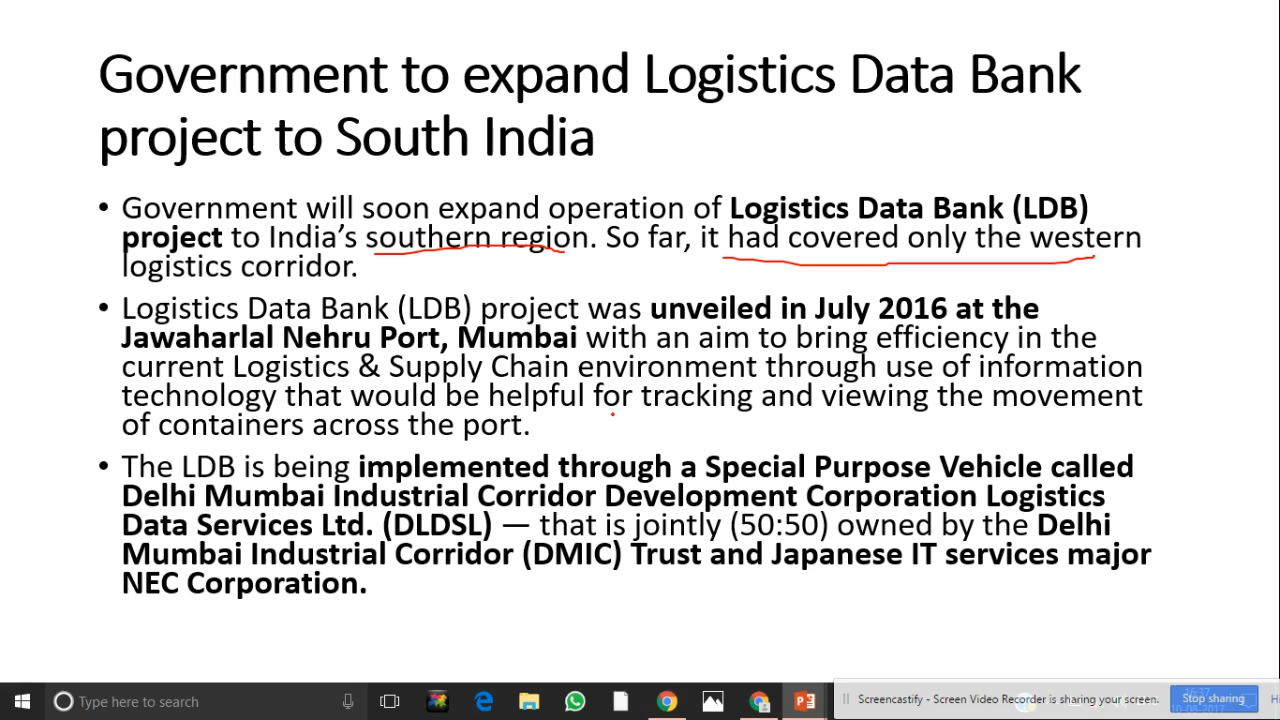 Government to expand Logistics Data Bank
project to South India
• Government will soon expand operation of Logistics Data Bank (LDB)
project to India's southern region. So far, it had covered only the western
logistics corridor.
• Logistics Data Bank (LDB) project was unveiled in July 2016 at the
Jawaharlal Nehru Port, Mumbai with an aim to bring efficiency in the
current Logistics & Supply Chain environment through use of information
technology that would be helpful for tracking and viewing the movement
of containers across the port.
• The LDB is being implemented through a Special Purpose Vehicle called
Delhi Mumbai Industrial Corridor Development Corporation Logistics
Data Services Ltd. (DLDSL) — that is jointly (50:50) owned by the Delhi
Mumbai Industrial Corridor (DMIC) Trust and Japanese IT services major
NEC Corporation.
Type here to search
Screencastify - Screen Video Recorder is sharing your screen.
Stop sharing
16:37
10-08-2017